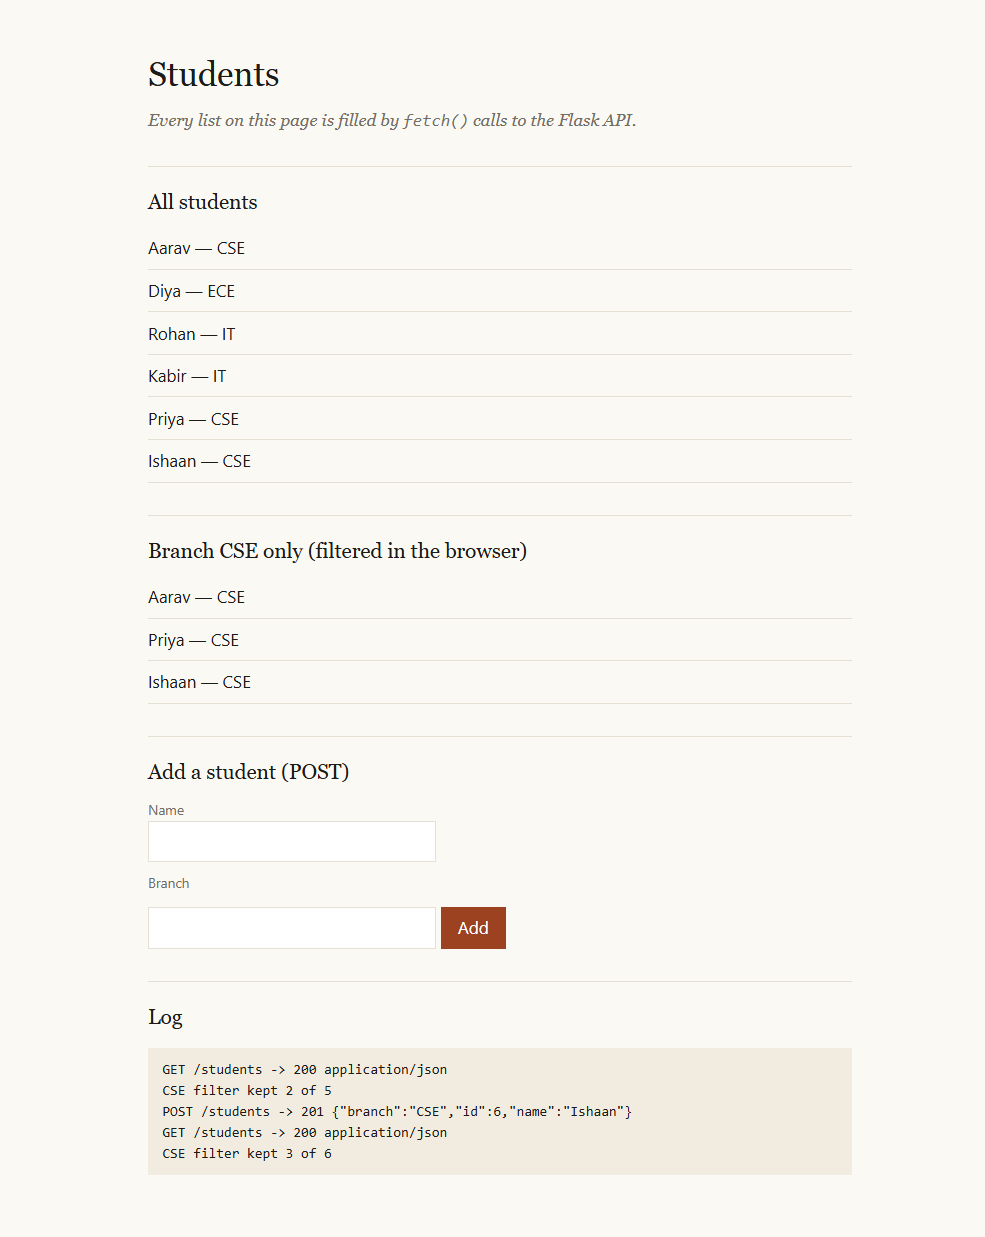 Students
Every list on this page is filled by fetch() calls to the Flask API.
All students
Aarav — CSE
Diya — ECE
Rohan — IT
Kabir — IT
Priya — CSE
Ishaan — CSE
Branch CSE only (filtered in the browser)
Aarav — CSE
Priya — CSE
Ishaan — CSE
Add a student (POST)
Name
Branch
Add
Log
GET /students -> 200 application/json
CSE filter kept 2 of 5
POST /students -> 201 {"branch":"CSE","id":6,"name":"Ishaan"}
GET /students -> 200 application/json
CSE filter kept 3 of 6